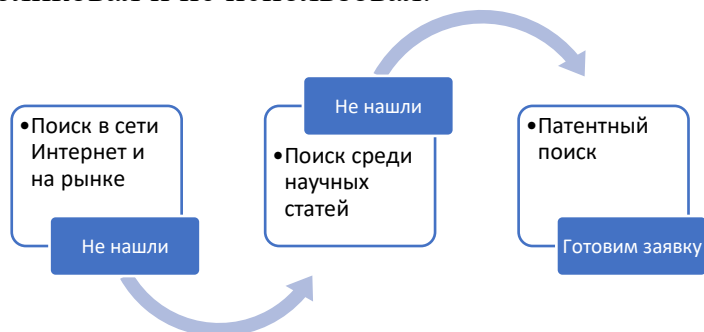 •Поиск в сети
Интернет и
на рынке
Не нашли
Не нашли
•Поиск среди
научных
статей
•Патентный
поиск
Готовим заявку